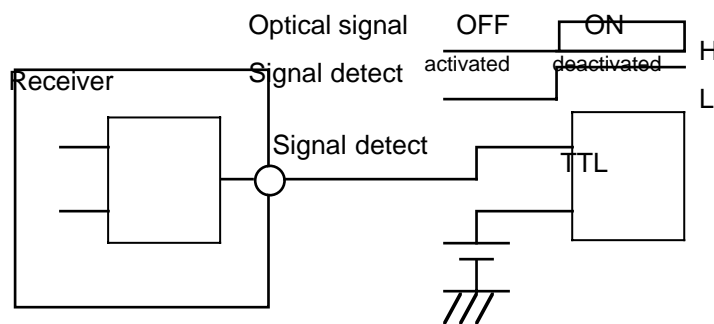 Optical signal OFF ON
H
Signal detect activated deactivated
Receiver
L
Signal detect
TTL